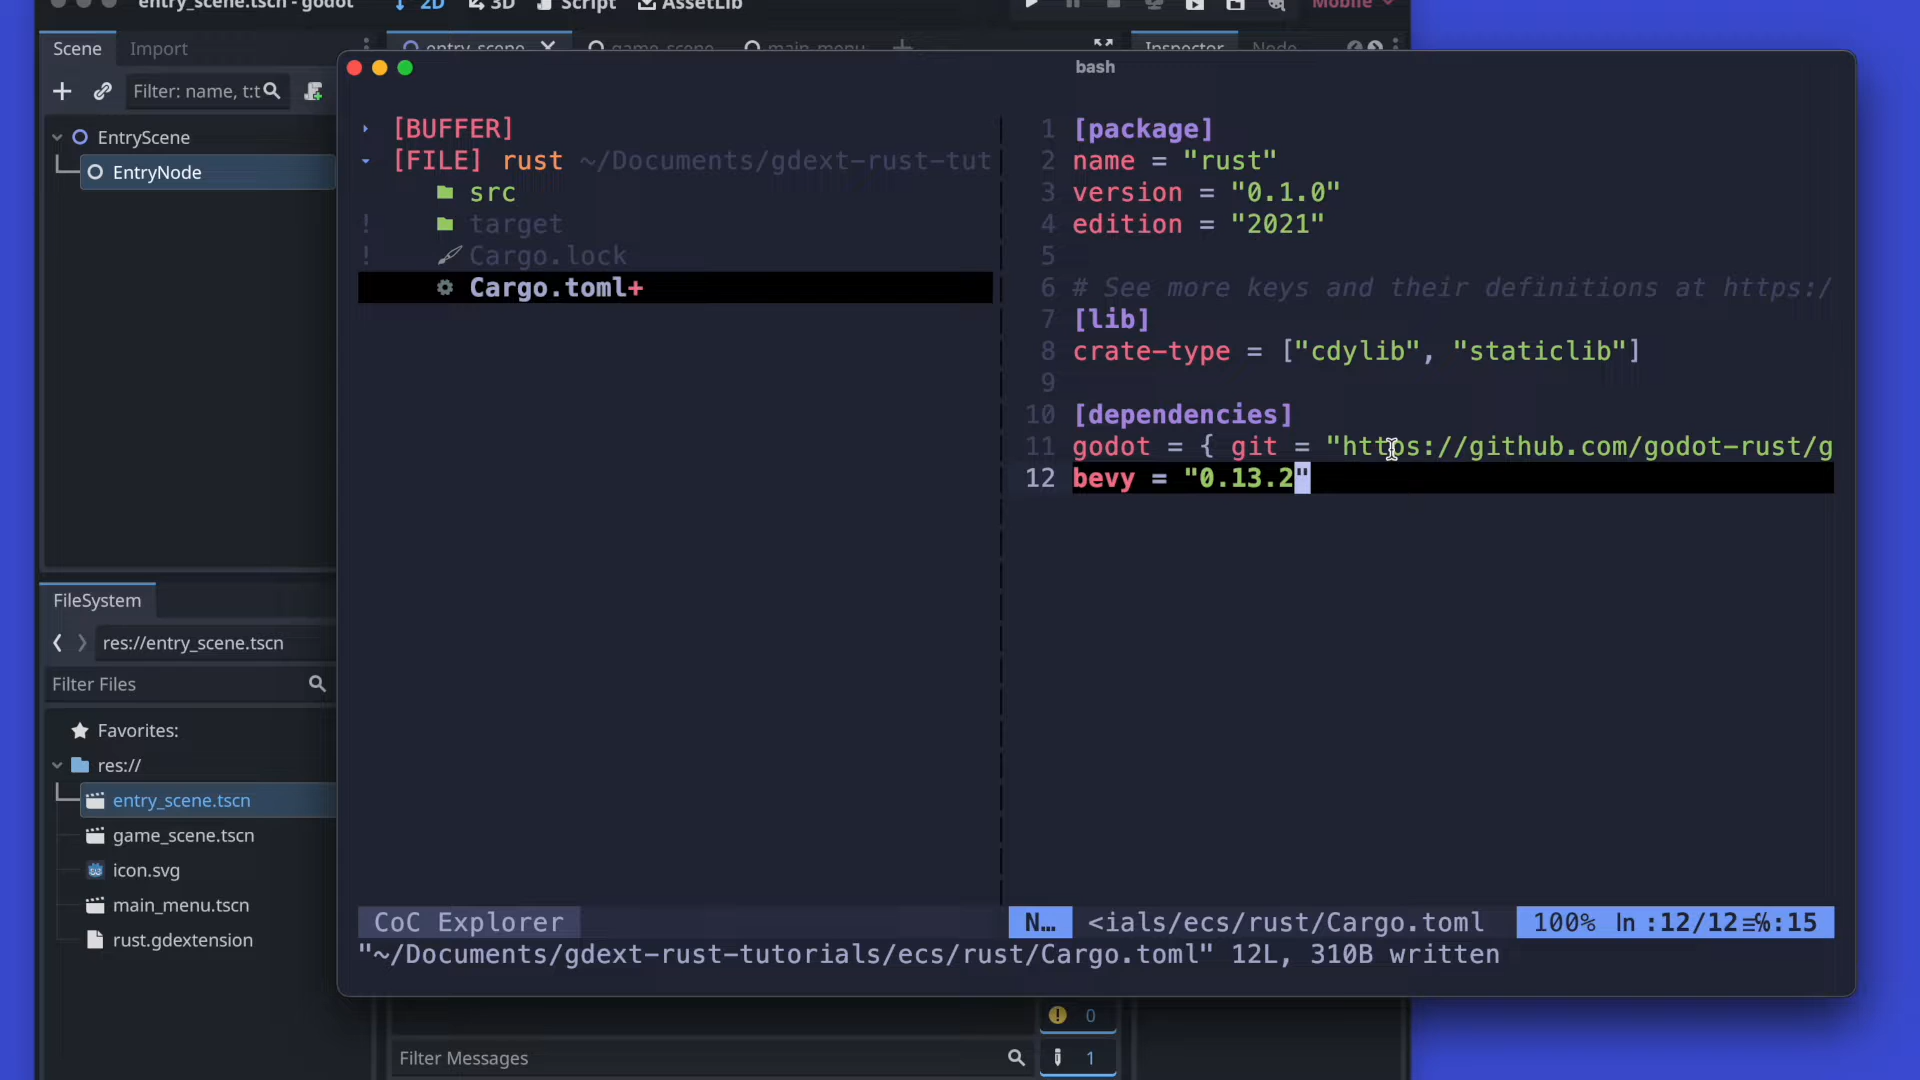 entry_scene.tscn - godot
2D
3D
Script
AssetLib
Mobile
Scene
Import
entry_scene
game_scene
main_menu
Inspector
Node
Filter: name, t:t
EntryScene
EntryNode
FileSystem
res://entry_scene.tscn
Filter Files
Favorites:
res://
entry_scene.tscn
game_scene.tscn
icon.svg
main_menu.tscn
rust.gdextension
bash
[BUFFER]
[FILE] rust ~/Documents/gdext-rust-tut
src
! target
! Cargo.lock
Cargo.toml+
1 [package]
2 name = "rust"
3 version = "0.1.0"
4 edition = "2021"
5
6 # See more keys and their definitions at https:/
7 [lib]
8 crate-type = ["cdylib", "staticlib"]
9
10 [dependencies]
11 godot = { git = "https://github.com/godot-rust/g
12 bevy = "0.13.2"
CoC Explorer
N… <ials/ecs/rust/Cargo.toml 100% ln :12/12≡℅:15
"~/Documents/gdext-rust-tutorials/ecs/rust/Cargo.toml" 12L, 310B written
0
Filter Messages
1